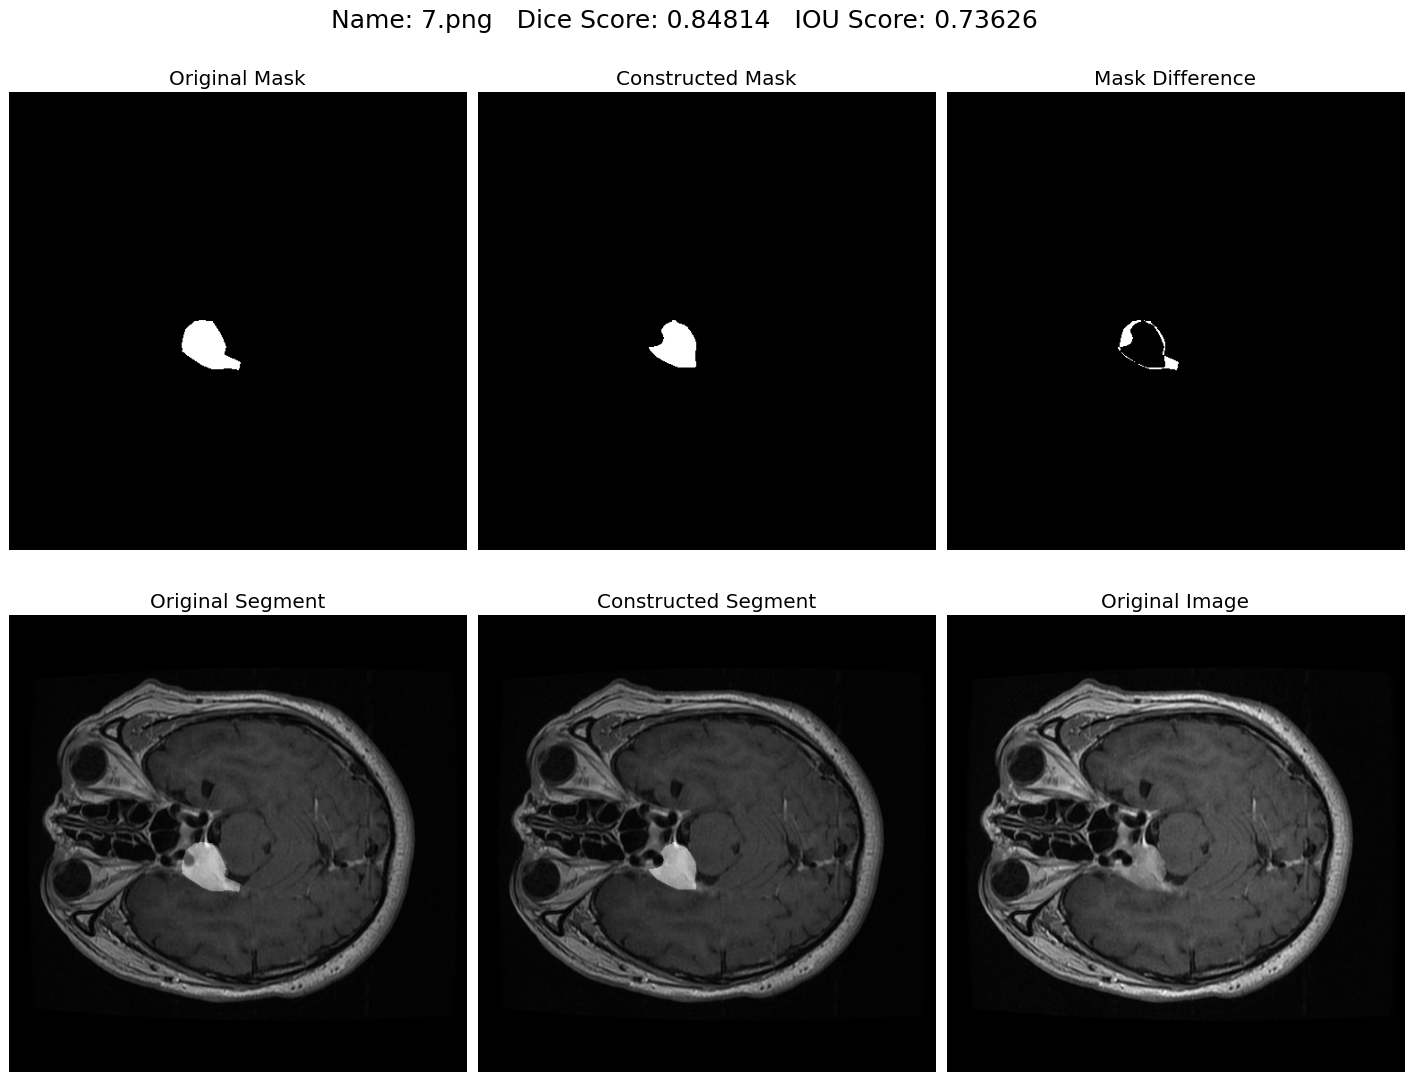 Name: 7.png   Dice Score: 0.84814   IOU Score: 0.73626
Original Mask
Constructed Mask
Mask Difference
Original Segment
Constructed Segment
Original Image